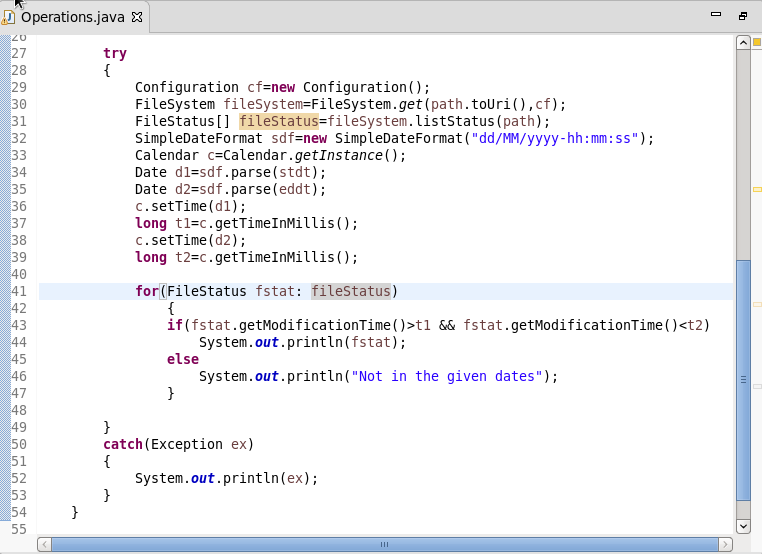 Operations.java
26
27 try
28 {
29 Configuration cf=new Configuration();
30 FileSystem fileSystem=FileSystem.get(path.toUri(),cf);
31 FileStatus[] fileStatus=fileSystem.listStatus(path);
32 SimpleDateFormat sdf=new SimpleDateFormat("dd/MM/yyyy-hh:mm:ss");
33 Calendar c=Calendar.getInstance();
34 Date d1=sdf.parse(stdt);
35 Date d2=sdf.parse(eddt);
36 c.setTime(d1);
37 long t1=c.getTimeInMillis();
38 c.setTime(d2);
39 long t2=c.getTimeInMillis();
40
41 for(FileStatus fstat: fileStatus)
42 {
43 if(fstat.getModificationTime()>t1 && fstat.getModificationTime()<t2)
44 System.out.println(fstat);
45 else
46 System.out.println("Not in the given dates");
47 }
48
49 }
50 catch(Exception ex)
51 {
52 System.out.println(ex);
53 }
54 }
55